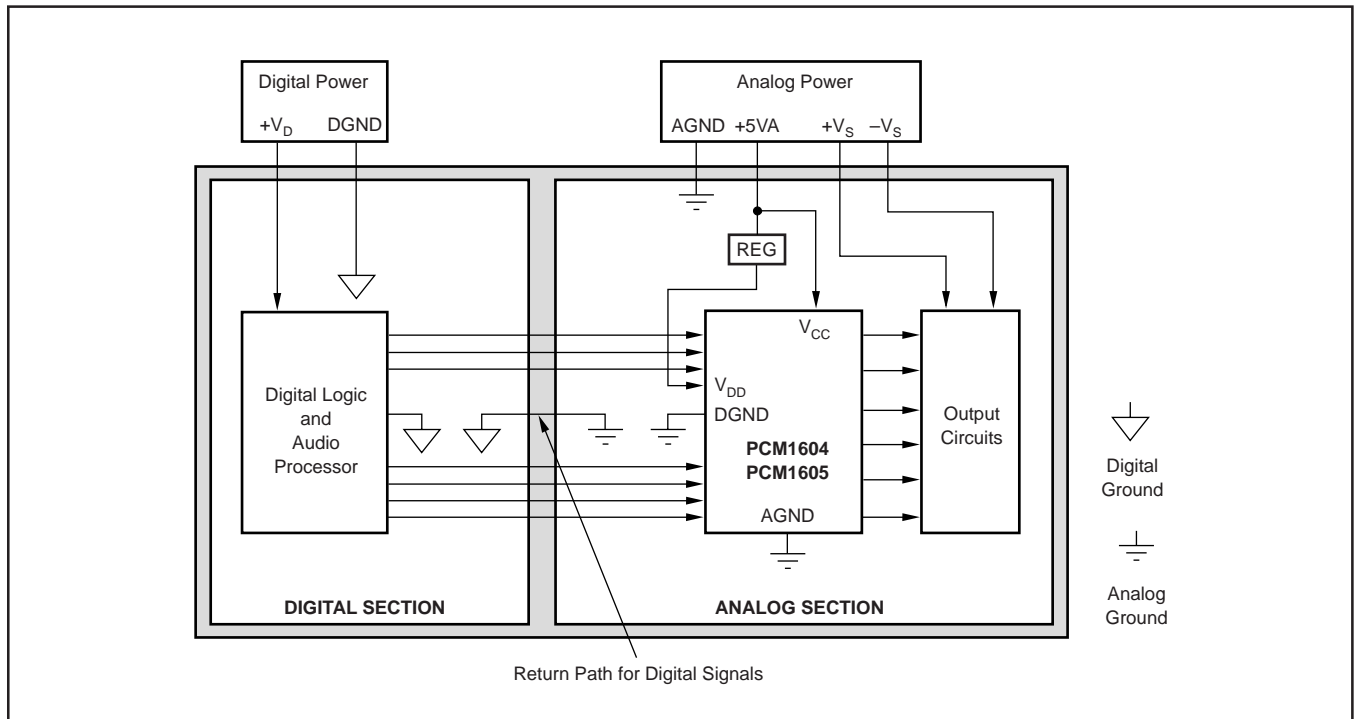 Digital Power
+VD DGND
Analog Power
AGND +5VA +VS –VS
REG
VCC
VDD
DGND
PCM1604
PCM1605
AGND
Digital Logic
and
Audio
Processor
Output
Circuits
Digital
Ground
Analog
Ground
DIGITAL SECTION
ANALOG SECTION
Return Path for Digital Signals